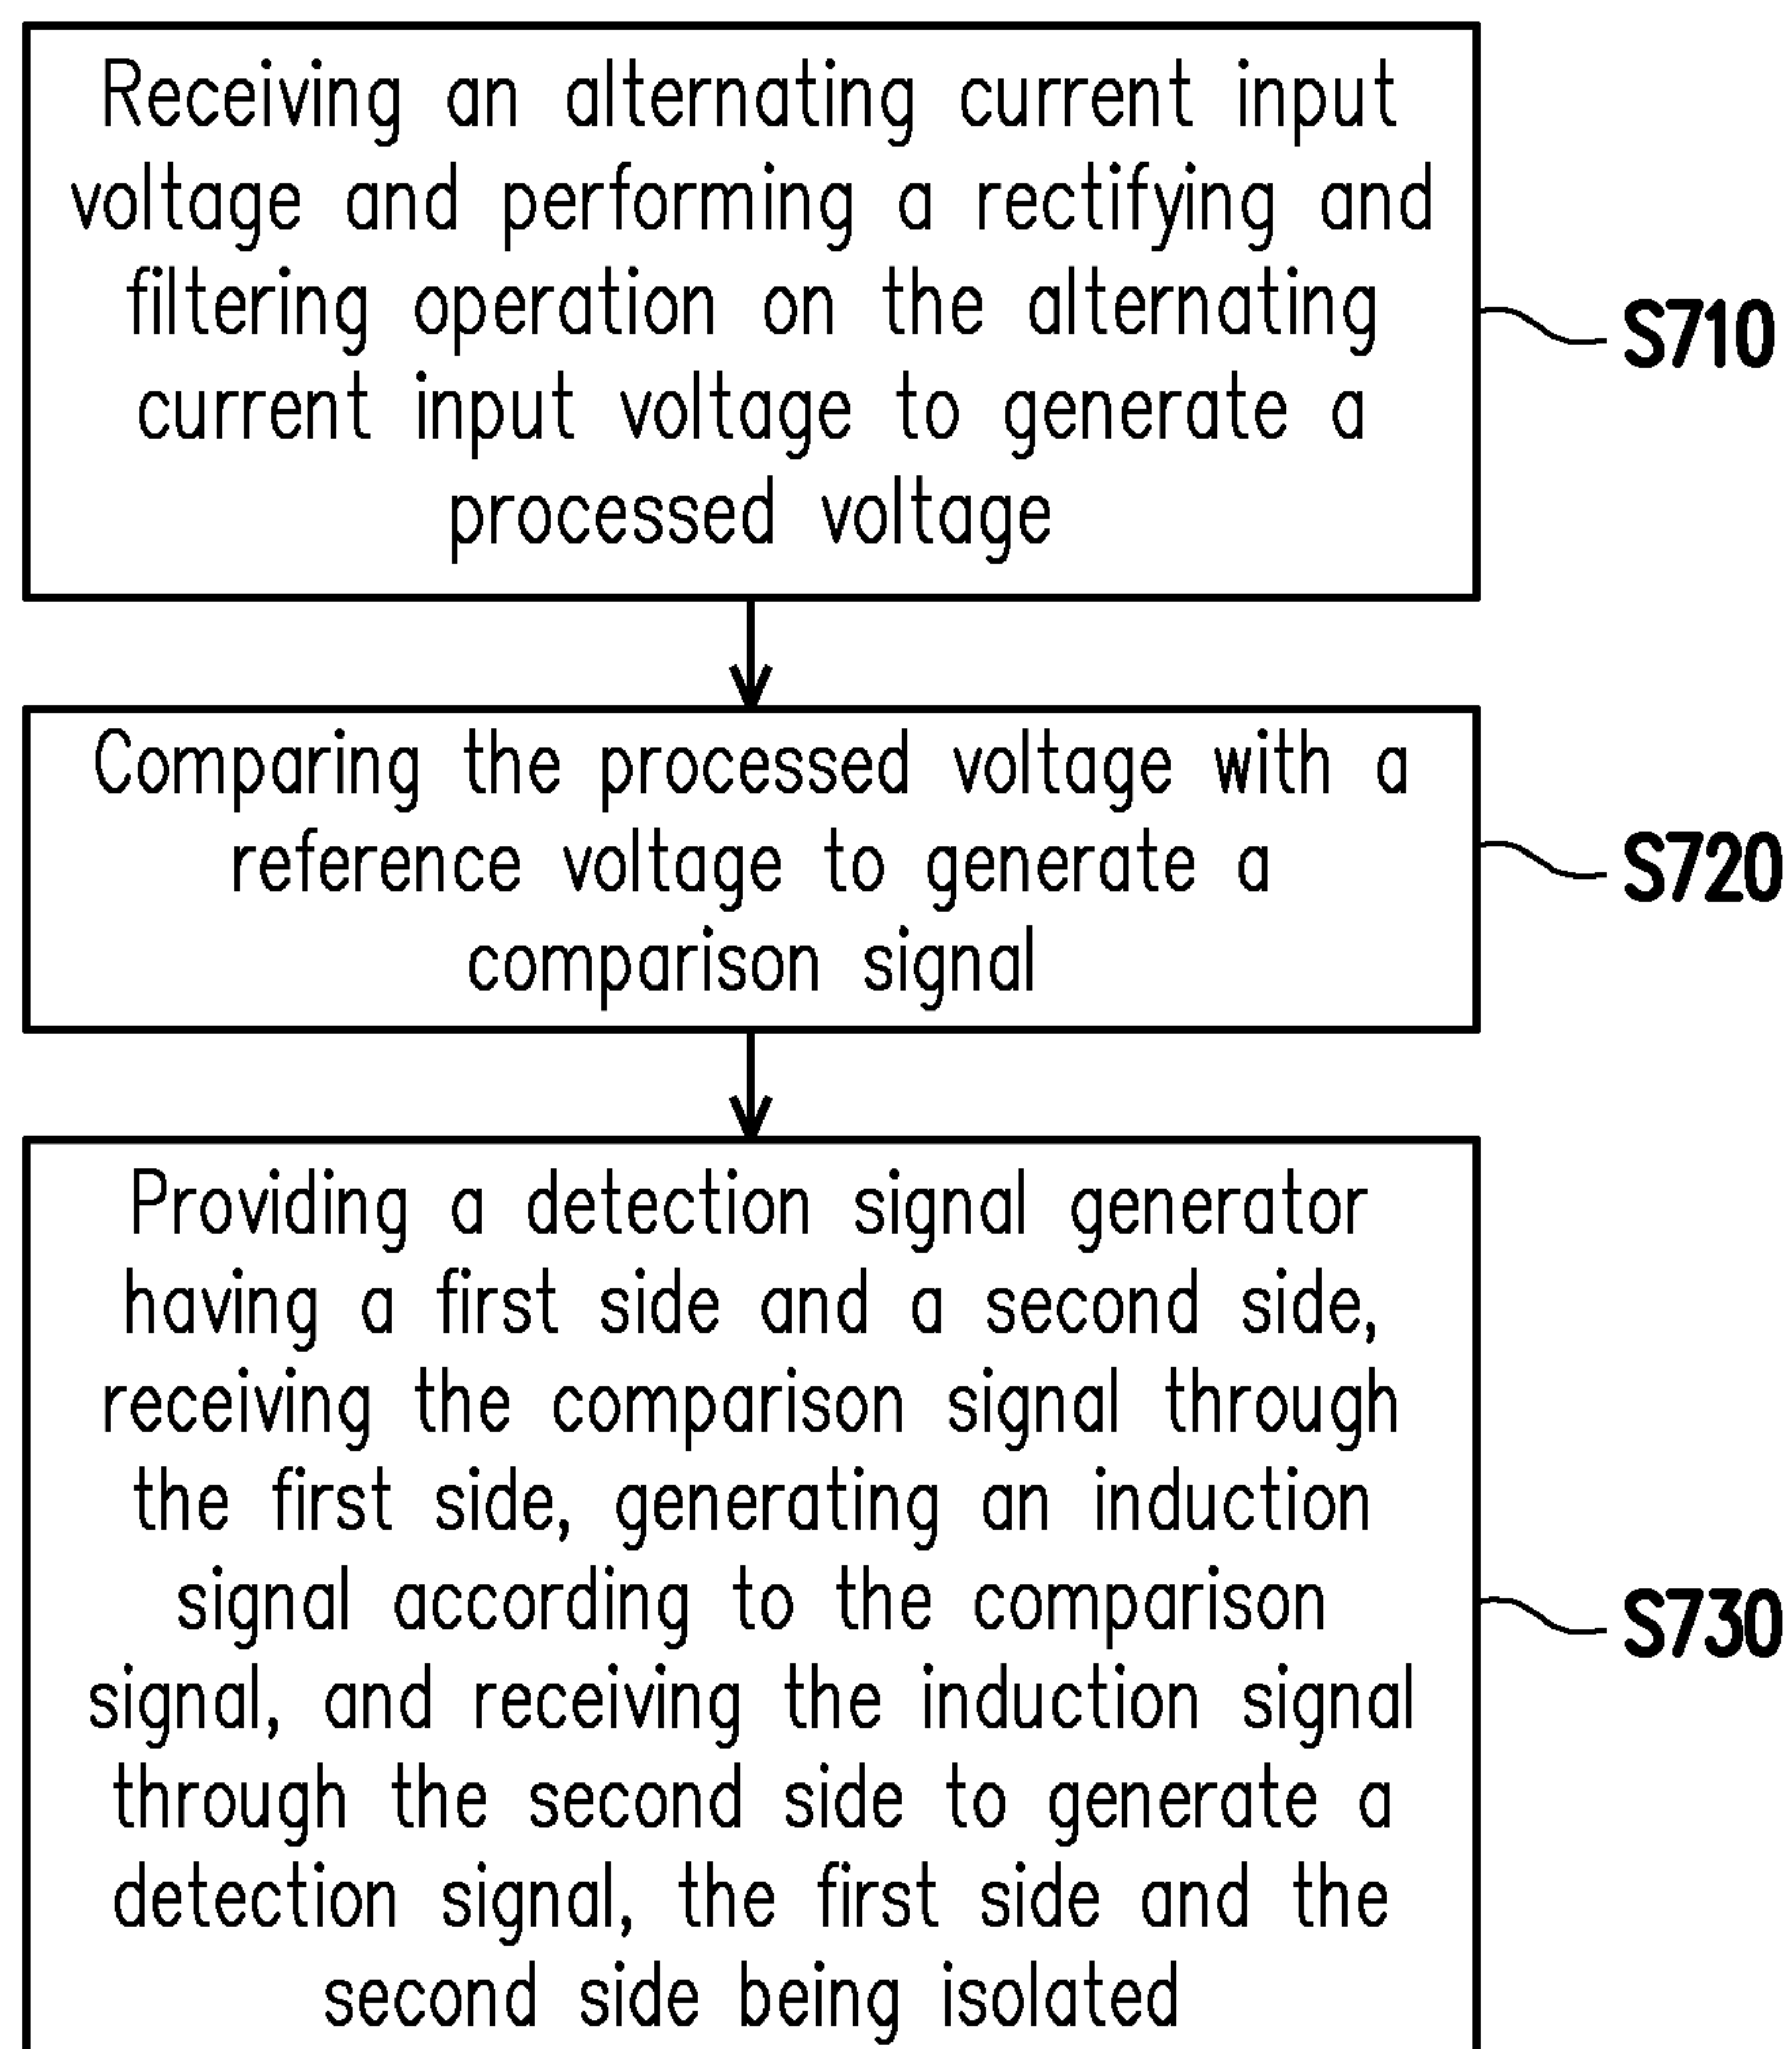 Receiving an alternating current input
voltage and performing a rectifying and
filtering operation on the alternating
current input voltage to generate a
processed voltage
S710
Comparing the processed voltage with a
reference voltage to generate a
comparison signal
S720
Providing a detection signal generator
having a first side and a second side,
receiving the comparison signal through
the first side, generating an induction
signal according to the comparison
signal, and receiving the induction signal
through the second side to generate a
detection signal, the first side and the
second side being isolated
S730